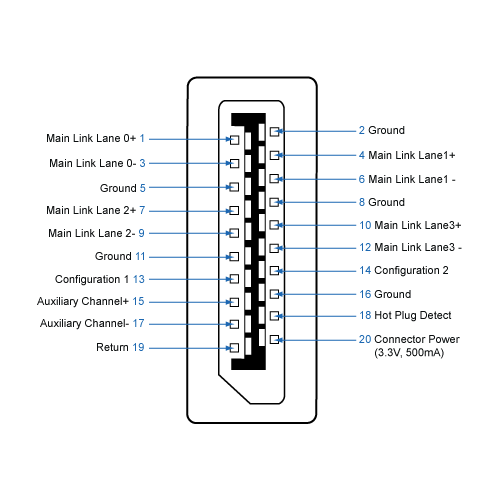 Main Link Lane 0+ 1
Main Link Lane 0- 3
Ground 5
Main Link Lane 2+ 7
Main Link Lane 2- 9
Ground 11
Configuration 1 13
Auxiliary Channel+ 15
Auxiliary Channel- 17
Return 19
2 Ground
4 Main Link Lane1+
6 Main Link Lane1 -
8 Ground
10 Main Link Lane3+
12 Main Link Lane3 -
14 Configuration 2
16 Ground
18 Hot Plug Detect
20 Connector Power
(3.3V, 500mA)